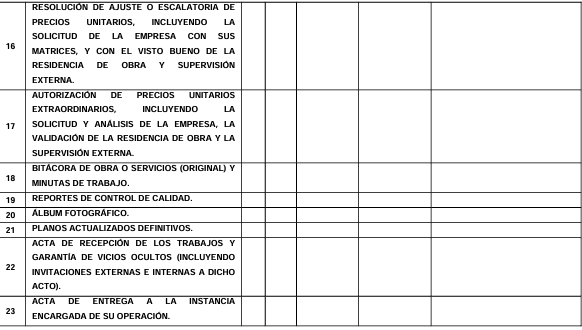 RESOLUCIÓN DE AJUSTE O ESCALATORIA DE
PRECIOS UNITARIOS, INCLUYENDO LA
SOLICITUD DE LA EMPRESA CON SUS
16
MATRICES, Y CON EL VISTO BUENO DE LA
RESIDENCIA DE OBRA Y SUPERVISIÓN
EXTERNA.
AUTORIZACIÓN DE PRECIOS UNITARIOS
EXTRAORDINARIOS, INCLUYENDO LA
17
SOLICITUD Y ANÁLISIS DE LA EMPRESA, LA
VALIDACIÓN DE LA RESIDENCIA DE OBRA Y LA
SUPERVISIÓN EXTERNA.
18
BITÁCORA DE OBRA O SERVICIOS (ORIGINAL) Y
MINUTAS DE TRABAJO.
19 REPORTES DE CONTROL DE CALIDAD.
20 ÁLBUM FOTOGRÁFICO.
21 PLANOS ACTUALIZADOS DEFINITIVOS.
ACTA DE RECEPCIÓN DE LOS TRABAJOS Y
22
GARANTÍA DE VICIOS OCULTOS (INCLUYENDO
INVITACIONES EXTERNAS E INTERNAS A DICHO
ACTO).
23
ACTA DE ENTREGA A LA INSTANCIA
ENCARGADA DE SU OPERACIÓN.